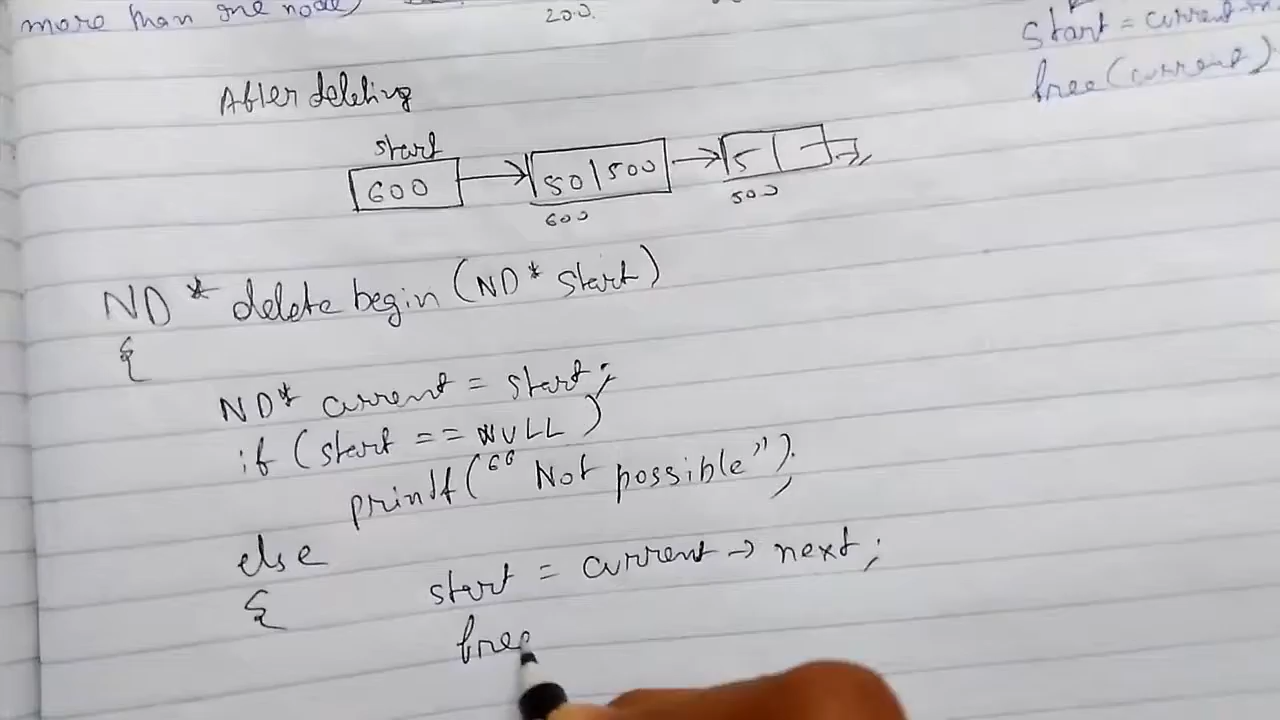 more than one node)
200.
start = current
free (current)
After deleting
start
600 50 | 500 5 |
600 500
ND * delete begin (ND * start)
{
ND* current = start;
if (start == NULL)
printf("Not possible");
else
{ start = current → next;
free